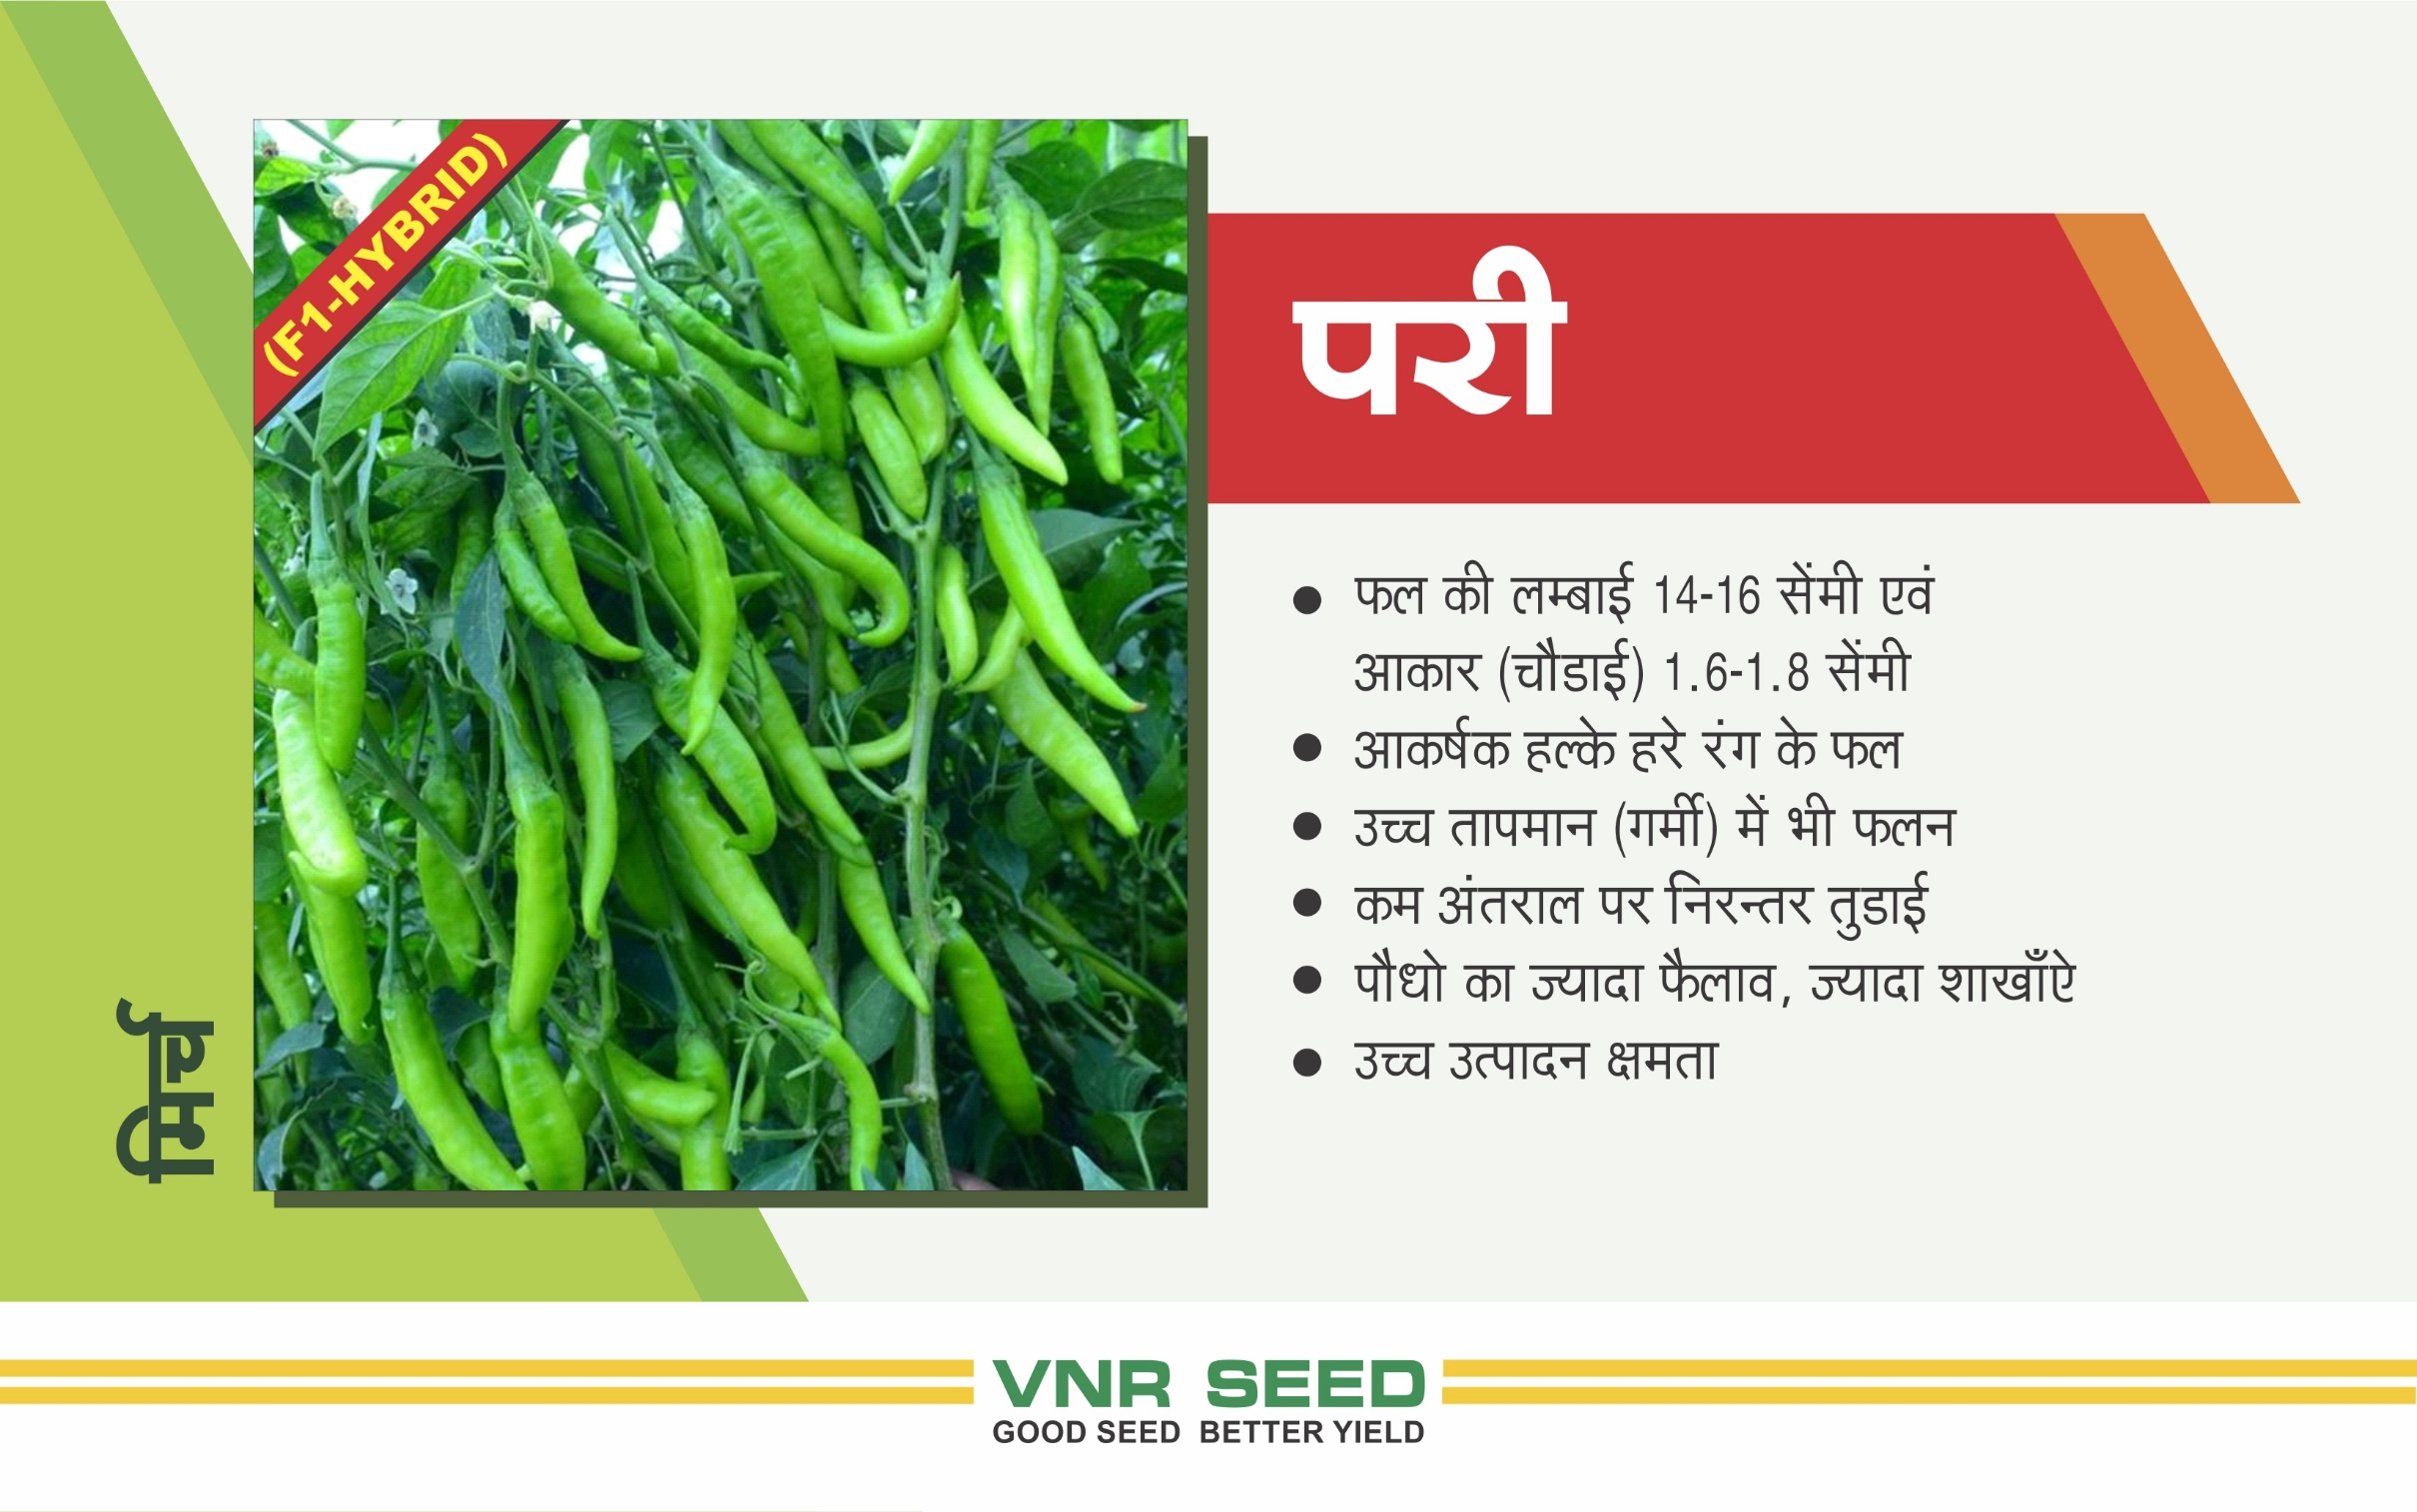 (F1-HYBRID)
परी
● फल की लम्बाई 14-16 सेंमी एवं
आकार (चौडाई) 1.6-1.8 सेंमी
● आकर्षक हल्के हरे रंग के फल
● उच्च तापमान (गर्मी) में भी फलन
● कम अंतराल पर निरन्तर तुडाई
● पौधो का ज्यादा फैलाव, ज्यादा शाखाँऐ
● उच्च उत्पादन क्षमता
मिर्च
VNR SEED
GOOD SEED BETTER YIELD